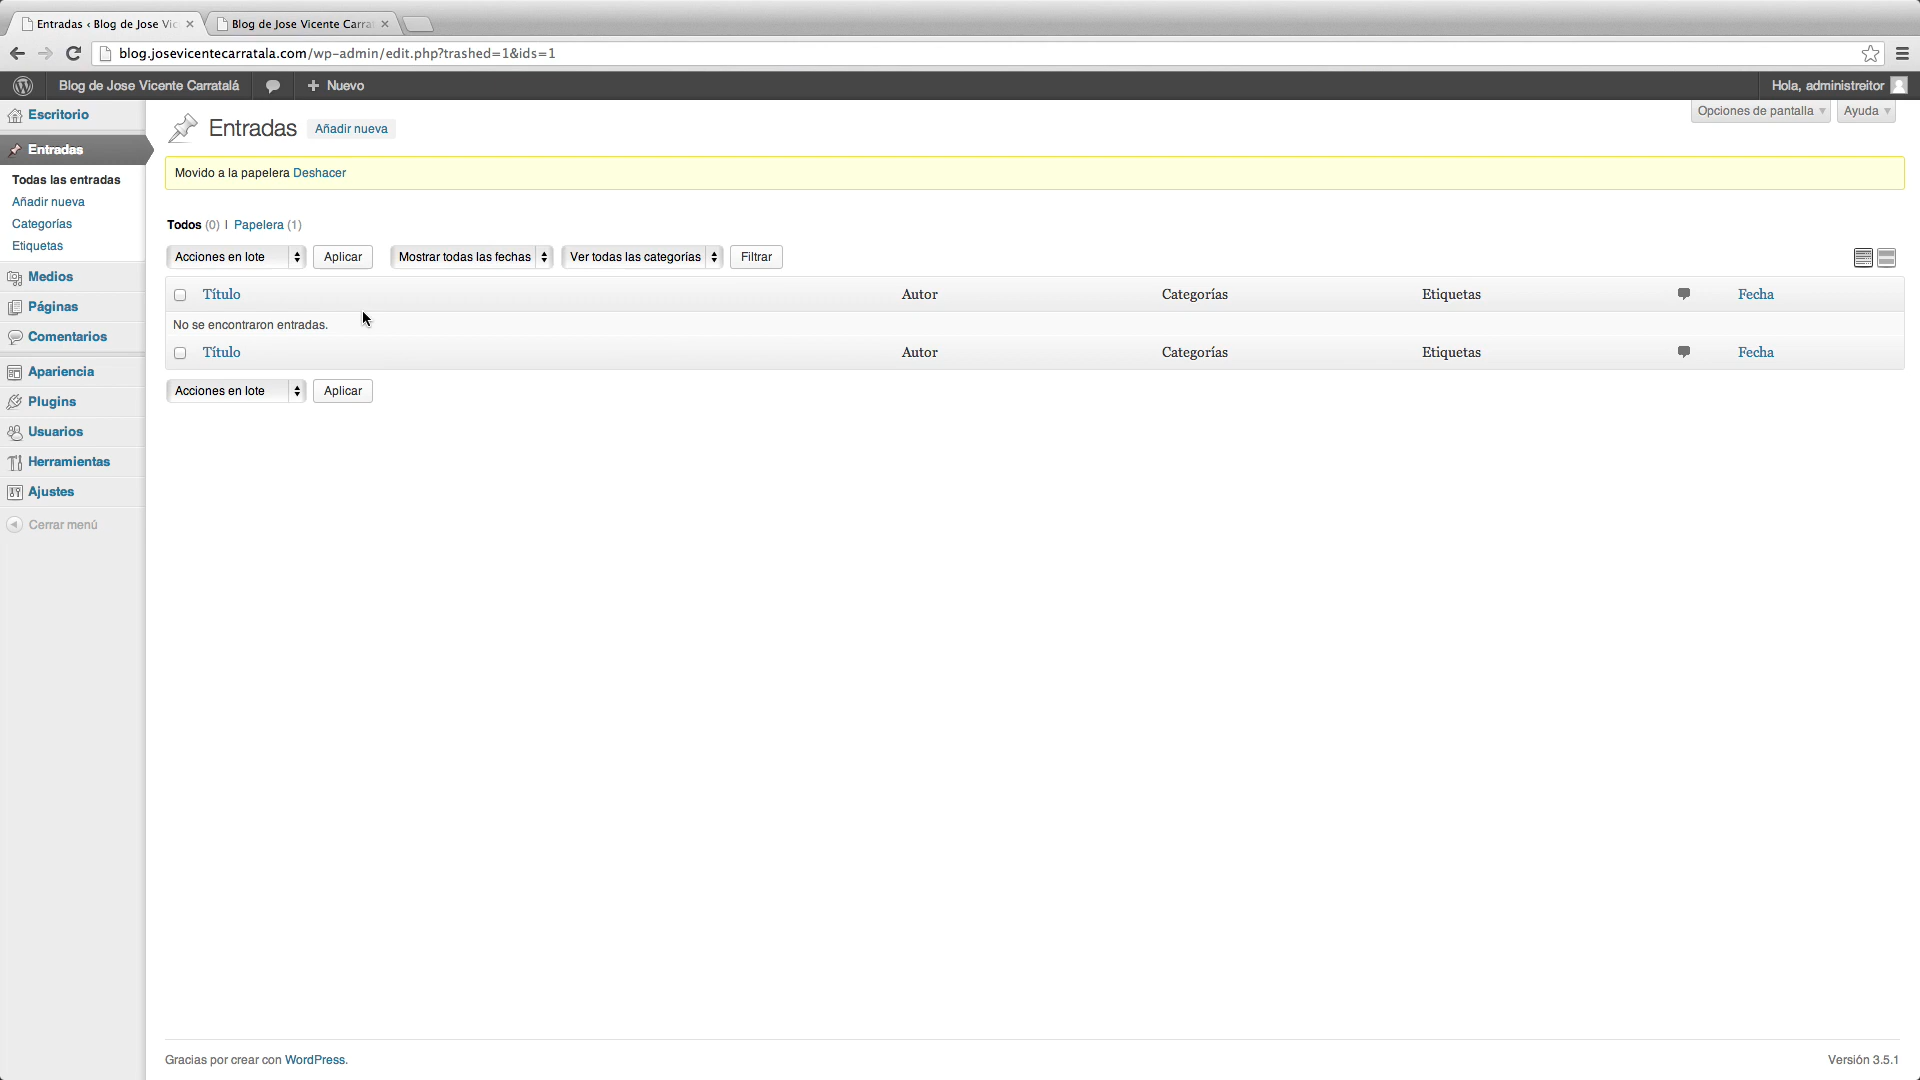 Entradas ‹ Blog de Jose Vic
Blog de Jose Vicente Carra
blog.josevicentecarratala.com/wp-admin/edit.php?trashed=1&ids=1
Blog de Jose Vicente Carratalá
+ Nuevo
Hola, administreitor
Escritorio
Entradas
Todas las entradas
Añadir nueva
Categorías
Etiquetas
Medios
Páginas
Comentarios
Apariencia
Plugins
Usuarios
Herramientas
Ajustes
Cerrar menú
Opciones de pantalla
Ayuda
Entradas Añadir nueva
Movido a la papelera Deshacer
Todos (0) | Papelera (1)
Acciones en lote Aplicar Mostrar todas las fechas Ver todas las categorías Filtrar
Título Autor Categorías Etiquetas Fecha
No se encontraron entradas.
Título Autor Categorías Etiquetas Fecha
Acciones en lote Aplicar
Gracias por crear con WordPress.
Versión 3.5.1